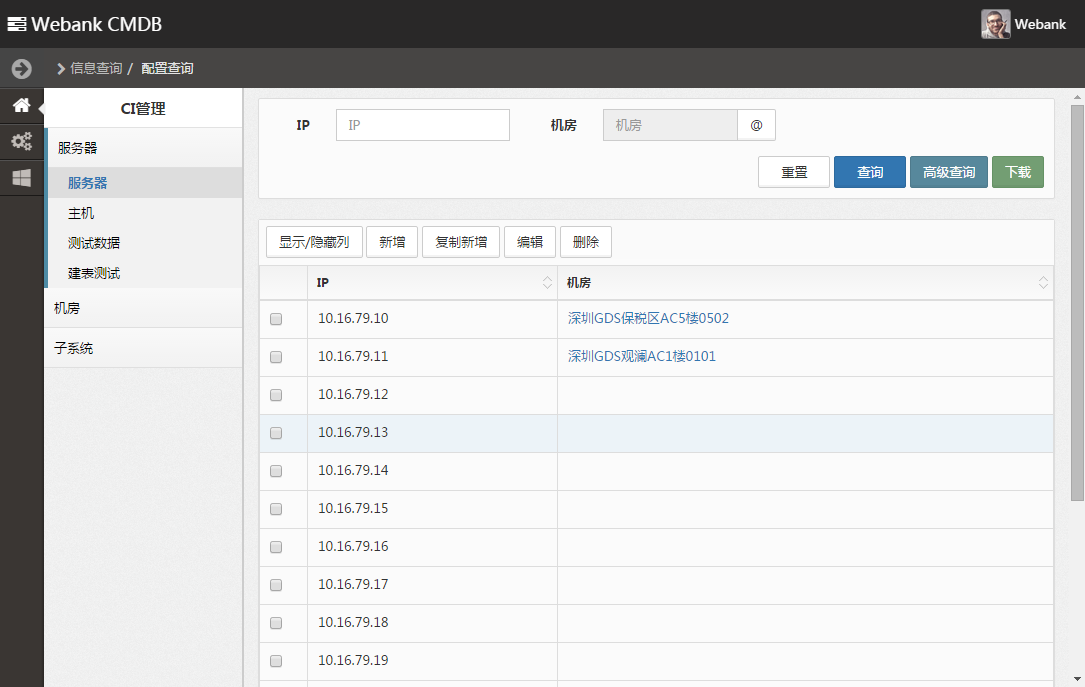 Webank CMDB
Webank
信息查询 / 配置查询
CI管理
服务器
服务器
主机
测试数据
建表测试
机房
子系统
IP IP 机房 机房 @
重置 查询 高级查询 下载
显示/隐藏列 新增 复制新增 编辑 删除
IP 机房
10.16.79.10 深圳GDS保税区AC5楼0502
10.16.79.11 深圳GDS观澜AC1楼0101
10.16.79.12
10.16.79.13
10.16.79.14
10.16.79.15
10.16.79.16
10.16.79.17
10.16.79.18
10.16.79.19